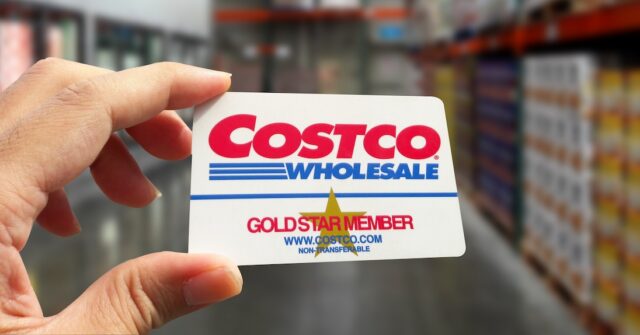 COSTCO
WHOLESALE
GOLD STAR MEMBER
WWW.COSTCO.COM
NON-TRANSFERABLE